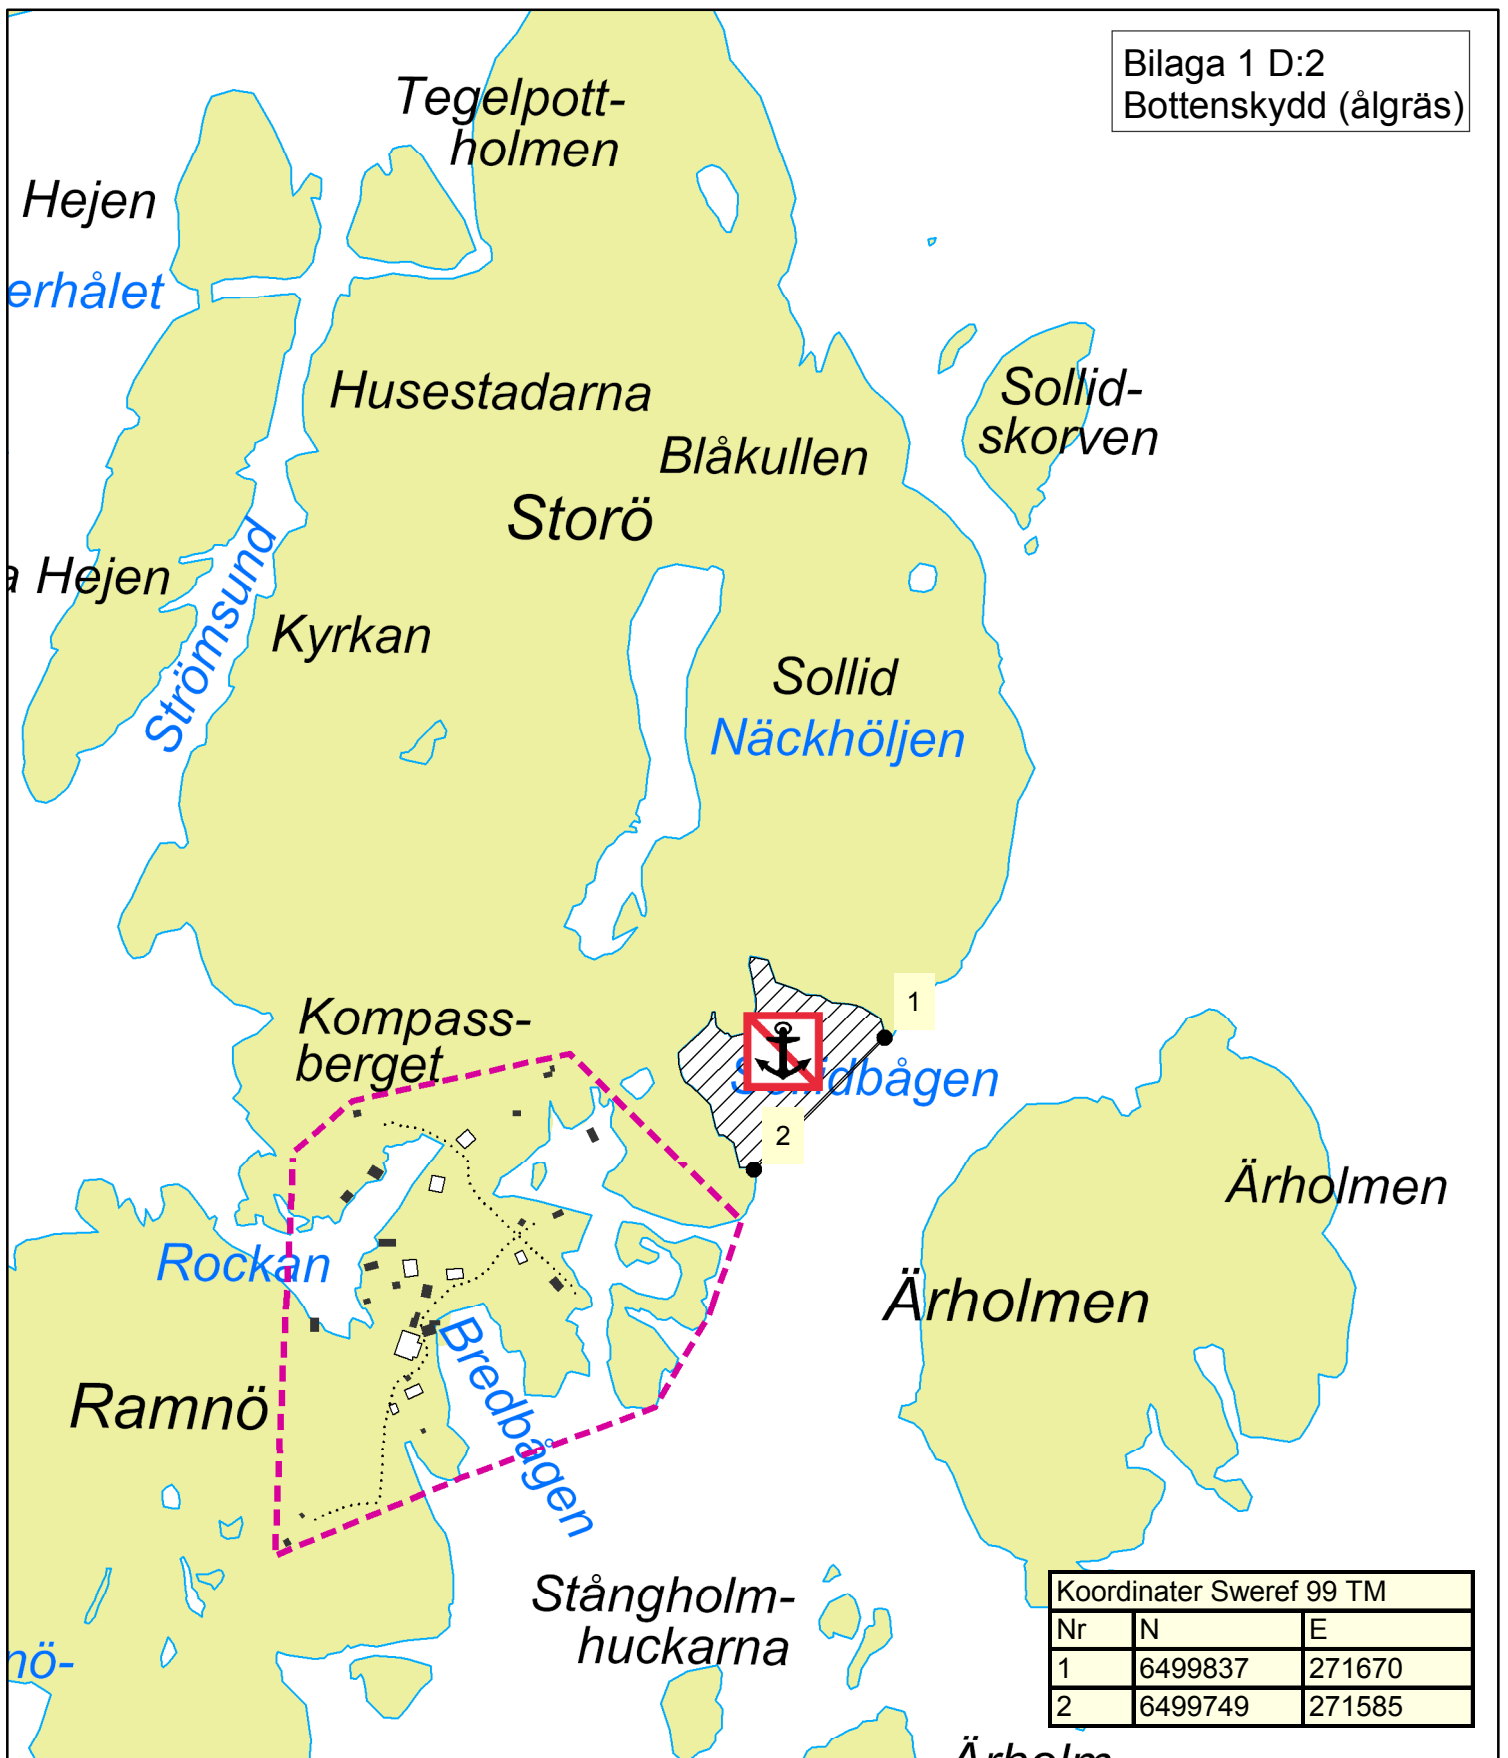 Bilaga 1 D:2
Bottenskydd (ålgräs)
Tegelpott-
holmen
Hejen
erhålet
Husestadarna
Sollid-
skorven
Blåkullen
Storö
Hejen
Strömsund
Kyrkan
Sollid
Näckhöljen
1
Kompass-
berget
dbågen
2
Ärholmen
Rockan
Ärholmen
Bredbågen
Ramnö
Stångholm-
huckarna
nö-
Koordinater Sweref 99 TM
Nr N E
1 6499837 271670
2 6499749 271585
Ärholm